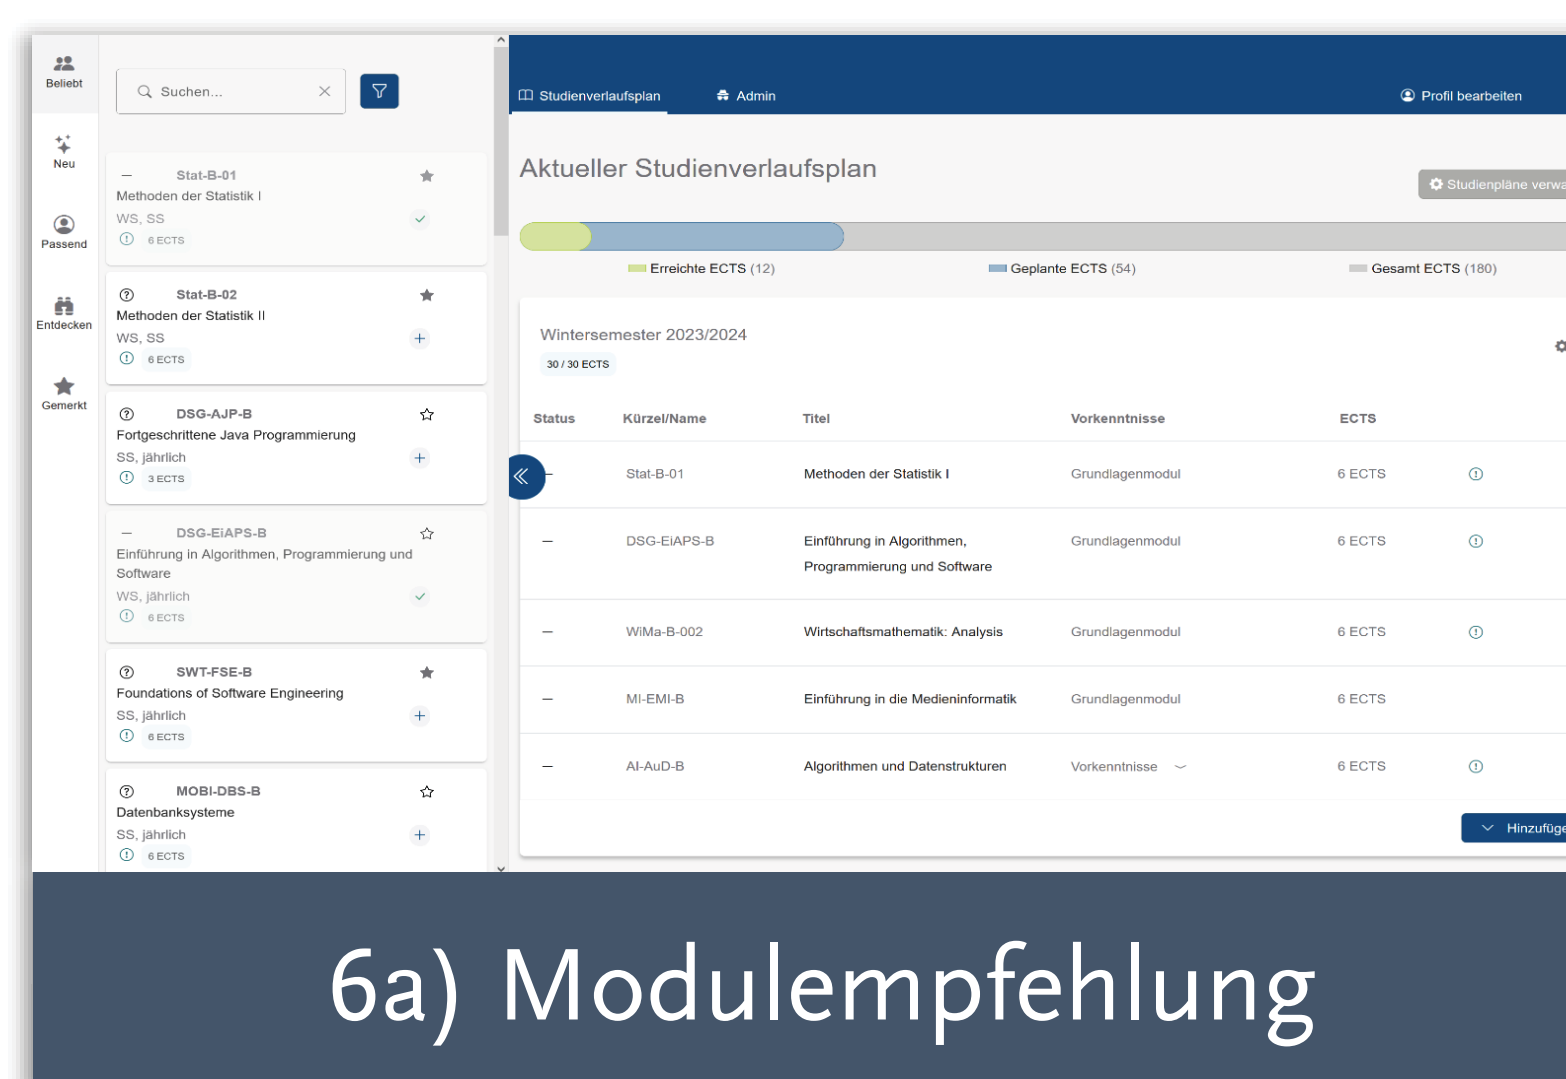 Beliebt
Neu
Passend
Entdecken
Gemerkt
Suchen...
Stat-B-01
Methoden der Statistik I
WS, SS
6 ECTS
Stat-B-02
Methoden der Statistik II
WS, SS
6 ECTS
DSG-AJP-B
Fortgeschrittene Java Programmierung
SS, jährlich
3 ECTS
DSG-EiAPS-B
Einführung in Algorithmen, Programmierung und
Software
WS, jährlich
6 ECTS
SWT-FSE-B
Foundations of Software Engineering
SS, jährlich
6 ECTS
MOBI-DBS-B
Datenbanksysteme
SS, jährlich
6 ECTS
Studienverlaufsplan Admin Profil bearbeiten
Aktueller Studienverlaufsplan
Studienpläne verwa
Erreichte ECTS (12) Geplante ECTS (54) Gesamt ECTS (180)
Wintersemester 2023/2024
30 / 30 ECTS
Status Kürzel/Name Titel Vorkenntnisse ECTS
– Stat-B-01 Methoden der Statistik I Grundlagenmodul 6 ECTS
– DSG-EiAPS-B Einführung in Algorithmen, Grundlagenmodul 6 ECTS
Programmierung und Software
– WiMa-B-002 Wirtschaftsmathematik: Analysis Grundlagenmodul 6 ECTS
– MI-EMI-B Einführung in die Medieninformatik Grundlagenmodul 6 ECTS
– AI-AuD-B Algorithmen und Datenstrukturen Vorkenntnisse 6 ECTS
Hinzufüge
6a) Modulempfehlung